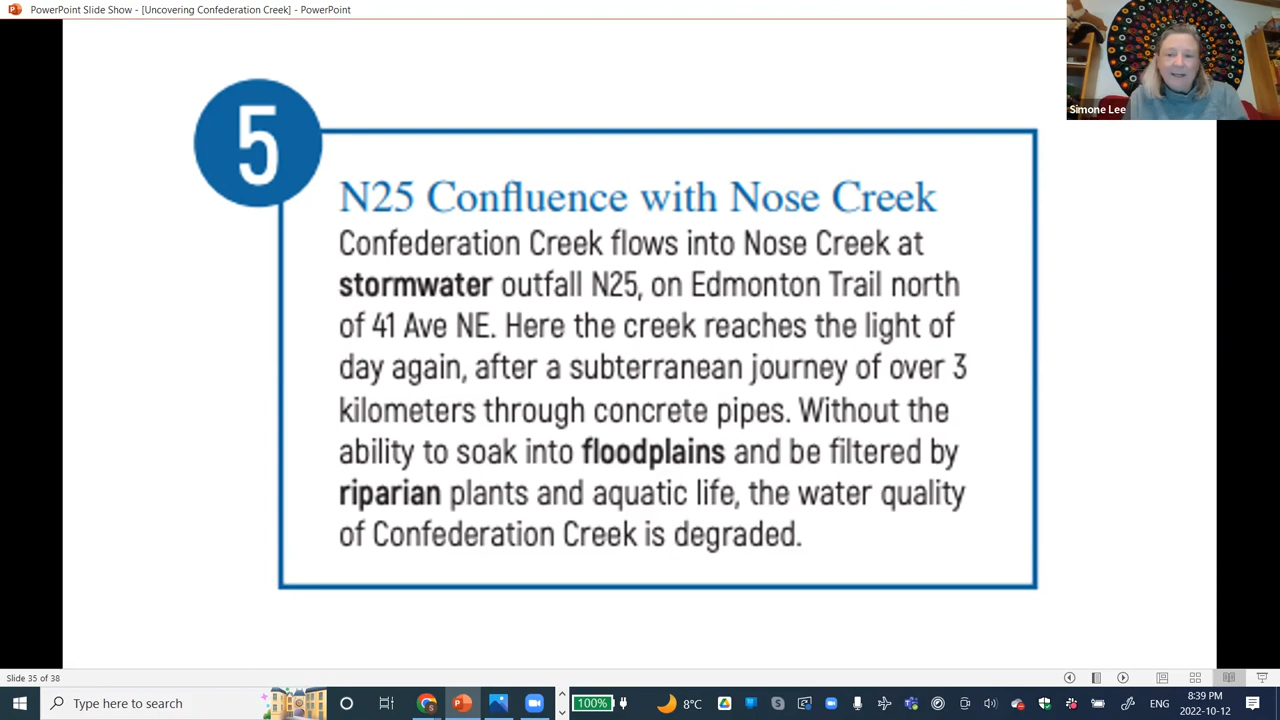 PowerPoint Slide Show - [Uncovering Confederation Creek] - PowerPoint
Simone Lee
5
N25 Confluence with Nose Creek
Confederation Creek flows into Nose Creek at
stormwater outfall N25, on Edmonton Trail north
of 41 Ave NE. Here the creek reaches the light of
day again, after a subterranean journey of over 3
kilometers through concrete pipes. Without the
ability to soak into floodplains and be filtered by
riparian plants and aquatic life, the water quality
of Confederation Creek is degraded.
Slide 35 of 38
Type here to search
100%
8°C
ENG
8:39 PM
2022-10-12